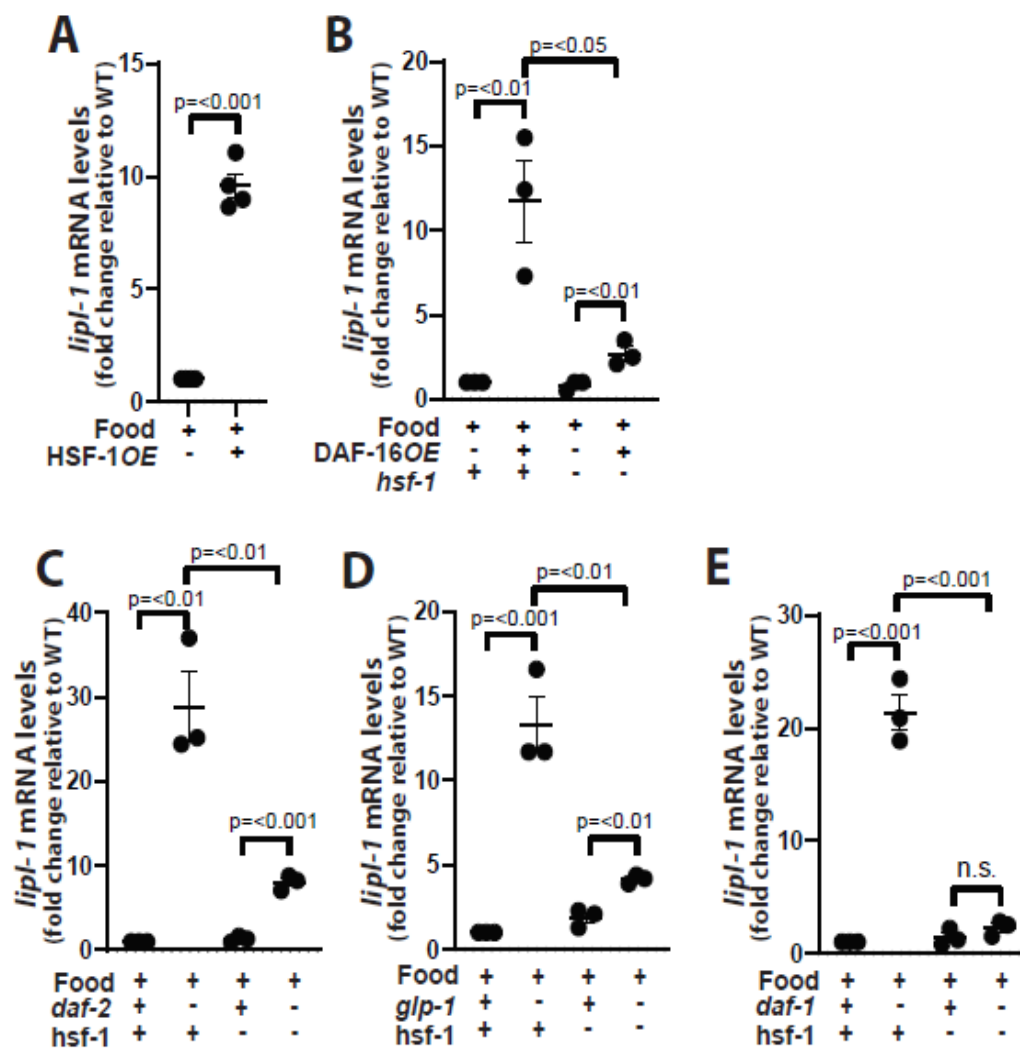 A
lipl-1 mRNA levels
(fold change relative to WT)
15
10
5
0
p=<0.001
Food + +
HSF-1OE - +
B
lipl-1 mRNA levels
(fold change relative to WT)
20
15
10
5
0
p=<0.05
p=<0.01
p=<0.01
Food + + + +
DAF-16OE - + - +
hsf-1 + + - -
C
lipl-1 mRNA levels
(fold change relative to WT)
40
30
20
10
0
p=<0.01
p=<0.01
p=<0.001
Food + + + +
daf-2 + - + -
hsf-1 + + - -
D
lipl-1 mRNA levels
(fold change relative to WT)
20
15
10
5
0
p=<0.01
p=<0.001
p=<0.01
Food + + + +
glp-1 + - + -
hsf-1 + + - -
E
lipl-1 mRNA levels
(fold change relative to WT)
30
20
10
0
p=<0.001
p=<0.001
n.s.
Food + + + +
daf-1 + - + -
hsf-1 + + - -